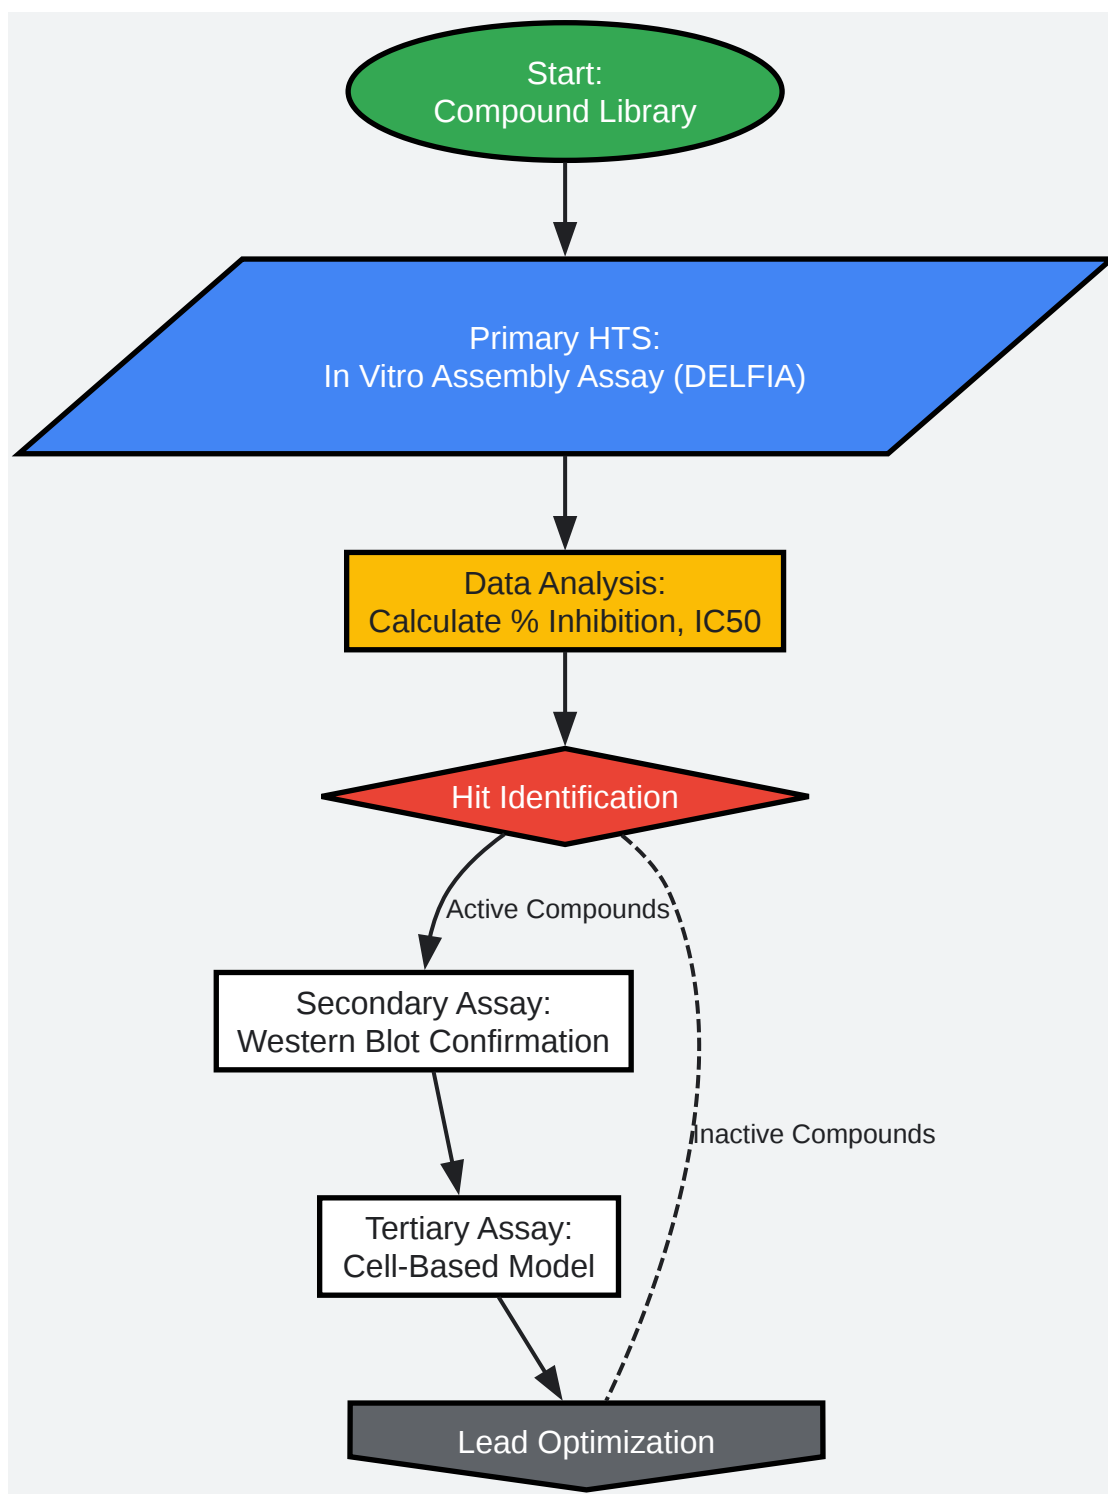 Start:
Compound Library
Primary HTS:
In Vitro Assembly Assay (DELFIA)
Data Analysis:
Calculate % Inhibition, IC50
Hit Identification
Active Compounds
Secondary Assay:
Western Blot Confirmation
Inactive Compounds
Tertiary Assay:
Cell-Based Model
Lead Optimization